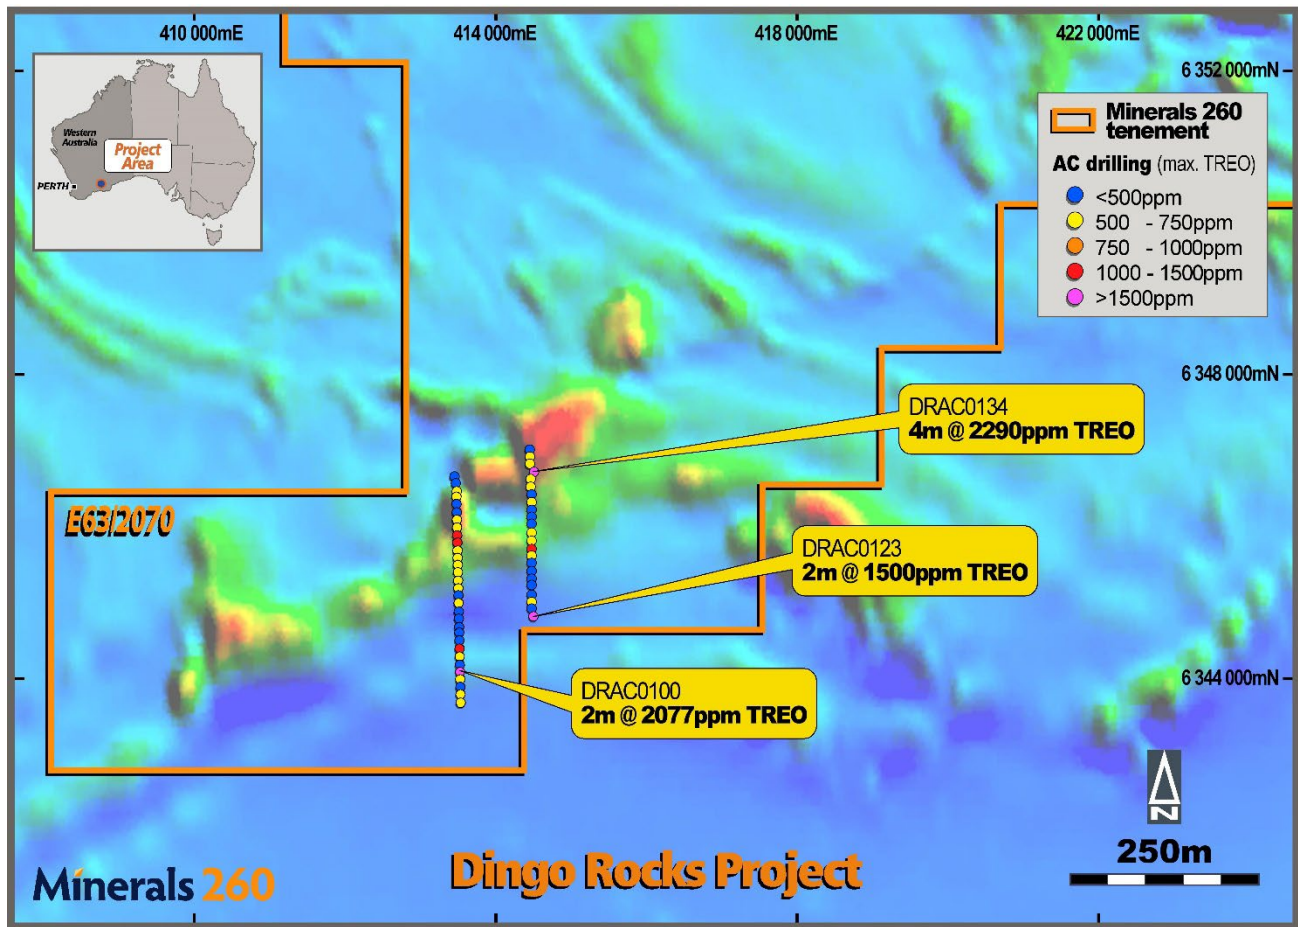 410 000mE
414 000mE
418 000mE
422 000mE
6 352 000mN
Western
Australia
Project
Area
PERTH
Minerals 260
tenement
AC drilling (max. TREO)
<500ppm
500 - 750ppm
750 - 1000ppm
1000 - 1500ppm
>1500ppm
6 348 000mN
DRAC0134
4m @ 2290ppm TREO
E63/2070
DRAC0123
2m @ 1500ppm TREO
6 344 000mN
DRAC0100
2m @ 2077ppm TREO
N
250m
Minerals 260
Dingo Rocks Project